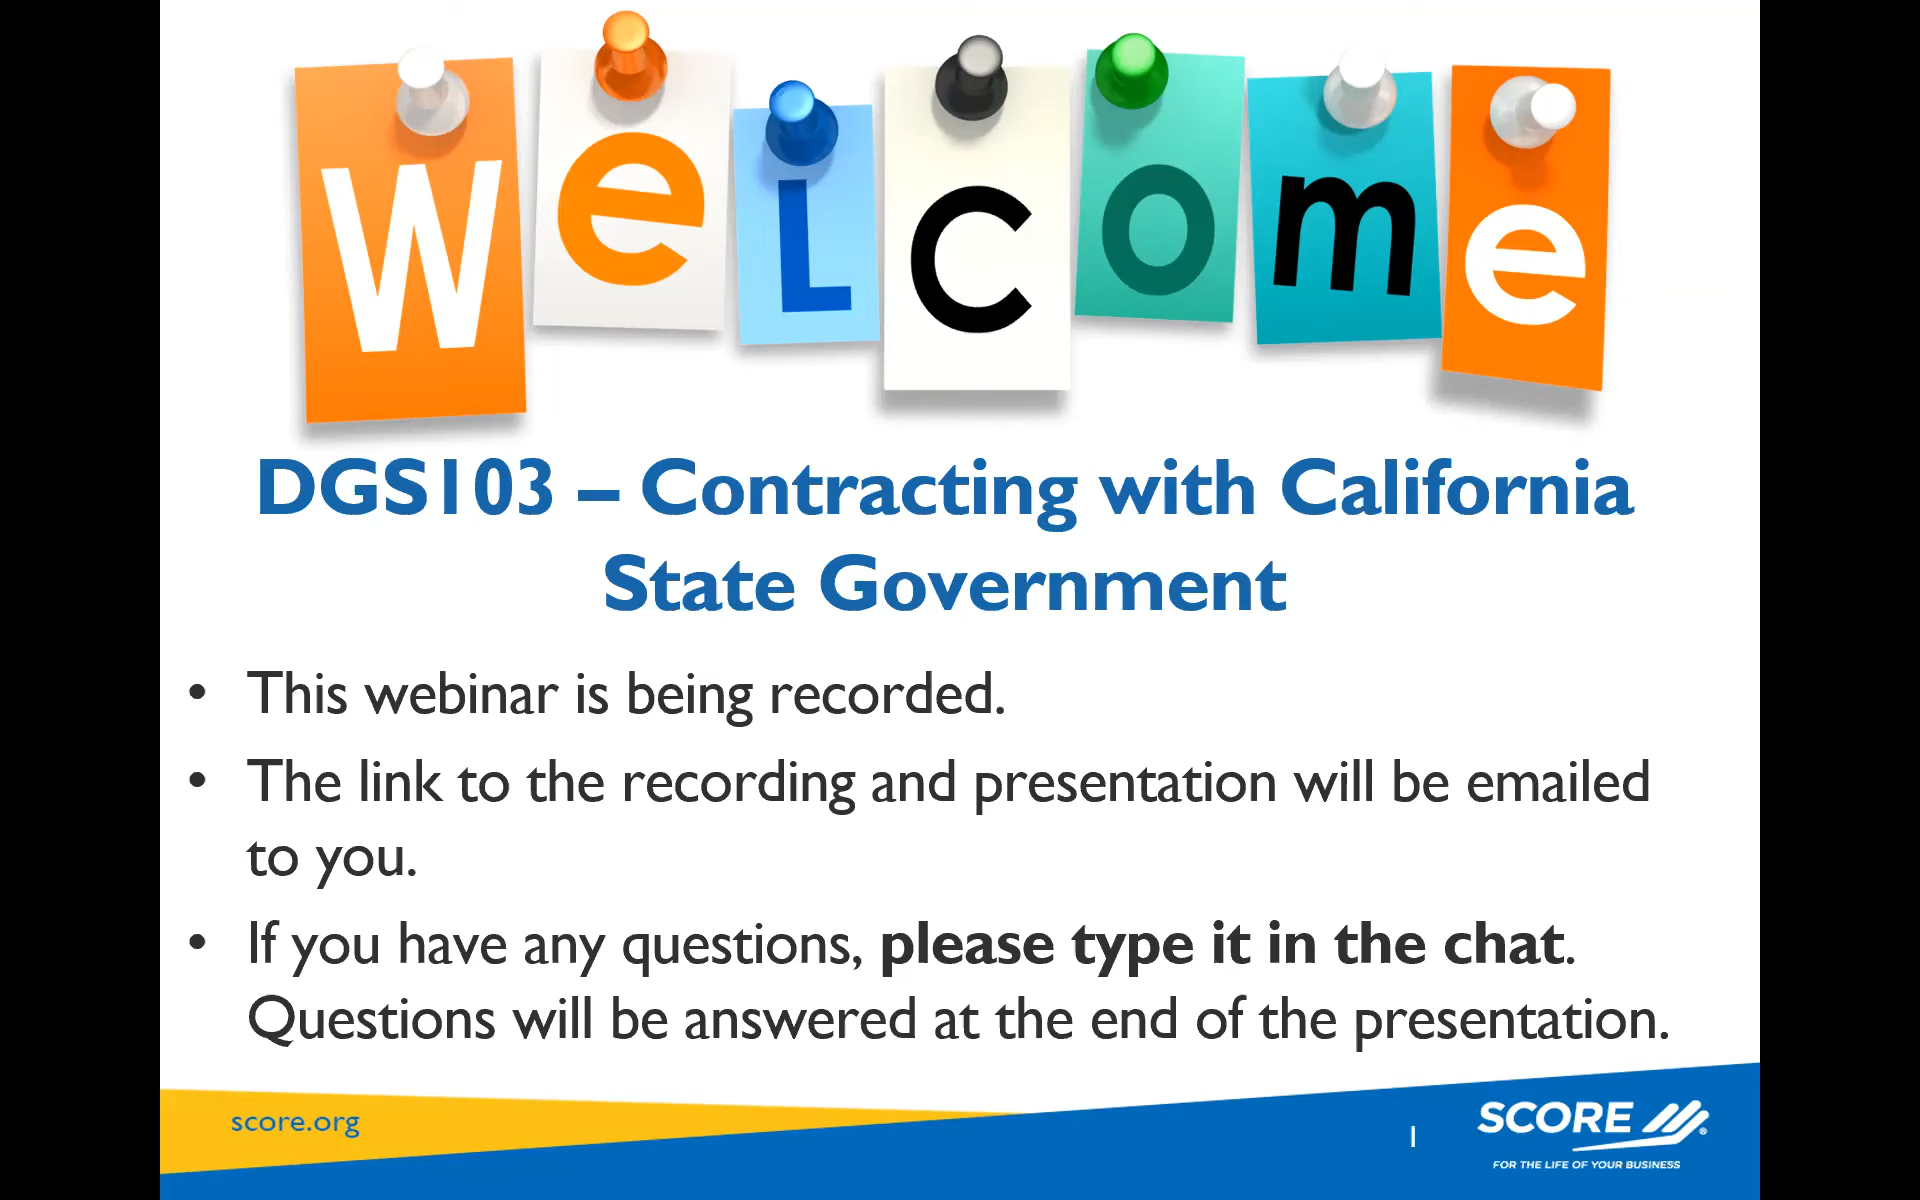 WeLcome
DGS103 – Contracting with California
State Government
• This webinar is being recorded.
• The link to the recording and presentation will be emailed
to you.
• If you have any questions, please type it in the chat.
Questions will be answered at the end of the presentation.
score.org
1
SCORE
FOR THE LIFE OF YOUR BUSINESS